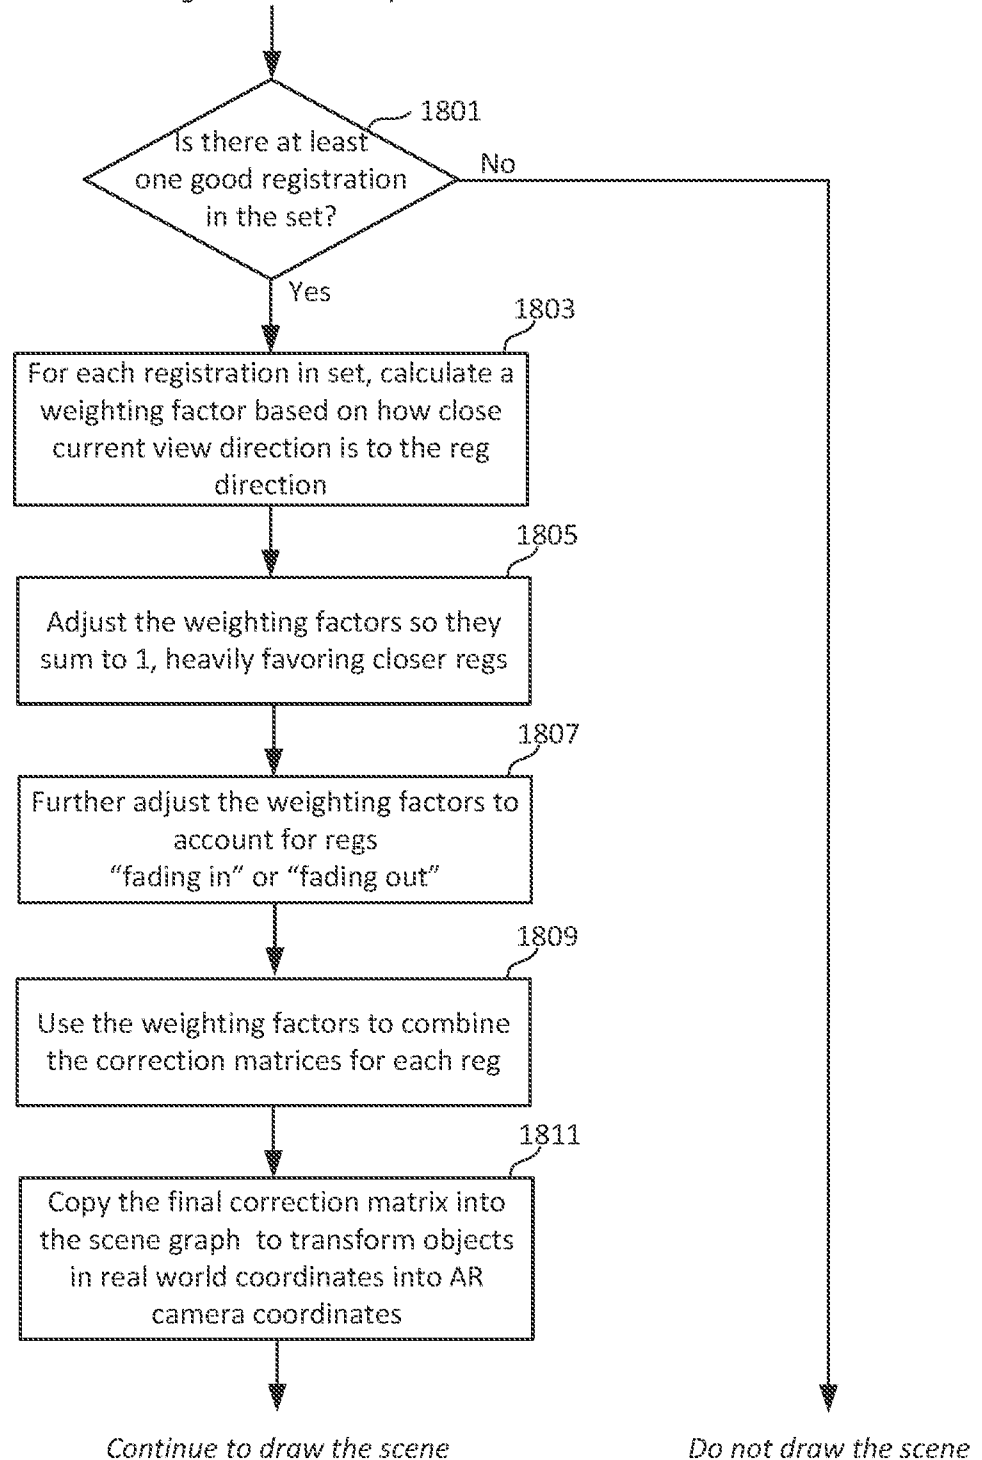 1801
Is there at least
one good registration
in the set?
No
Yes
1803
For each registration in set, calculate a
weighting factor based on how close
current view direction is to the reg
direction
1805
Adjust the weighting factors so they
sum to 1, heavily favoring closer regs
1807
Further adjust the weighting factors to
account for regs
“fading in” or “fading out”
1809
Use the weighting factors to combine
the correction matrices for each reg
1811
Copy the final correction matrix into
the scene graph to transform objects
in real world coordinates into AR
camera coordinates
Continue to draw the scene
Do not draw the scene